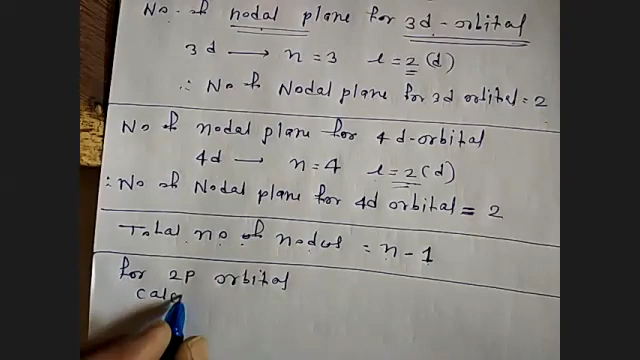 No. of nodal plane for 3d-orbital
3d → n = 3 l = 2 (d)
∴ No of Nodal plane for 3d orbital = 2
No of nodal plane for 4d-orbital
4d → n = 4 l = 2 (d)
∴ No of Nodal plane for 4d orbital = 2
Total no of nodes = n - 1
for 2P orbital
Cal